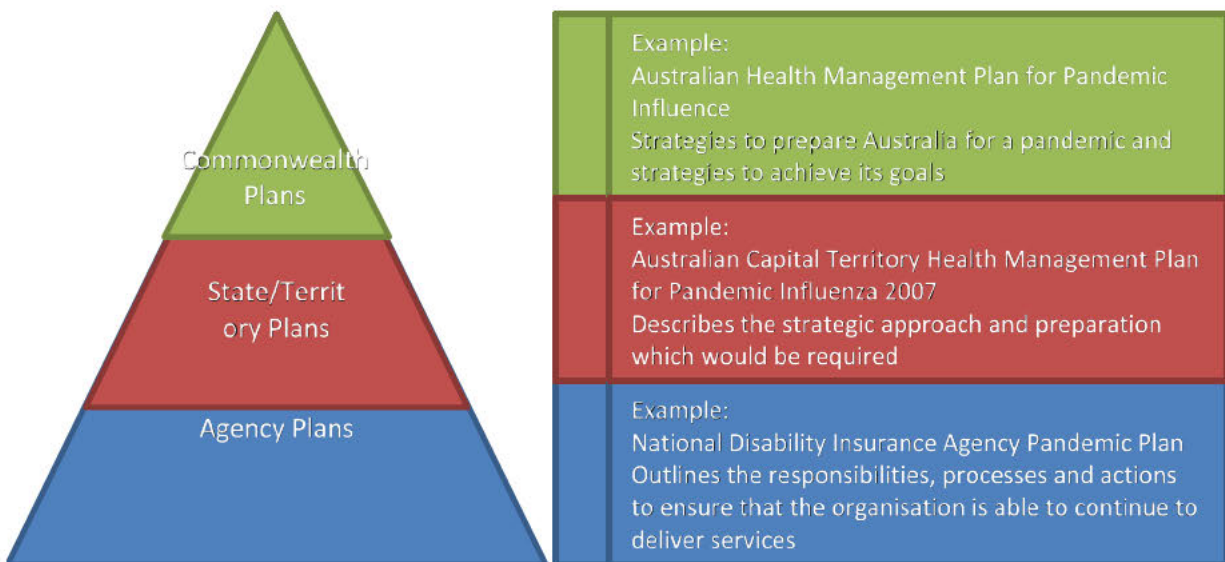 Commonwealth
Plans
State/Territ
ory Plans
Agency Plans
Example:
Australian Health Management Plan for Pandemic
Influence
Strategies to prepare Australia for a pandemic and
strategies to achieve its goals
Example:
Australian Capital Territory Health Management Plan
for Pandemic Influenza 2007
Describes the strategic approach and preparation
which would be required
Example:
National Disability Insurance Agency Pandemic Plan
Outlines the responsibilities, processes and actions
to ensure that the organisation is able to continue to
deliver services